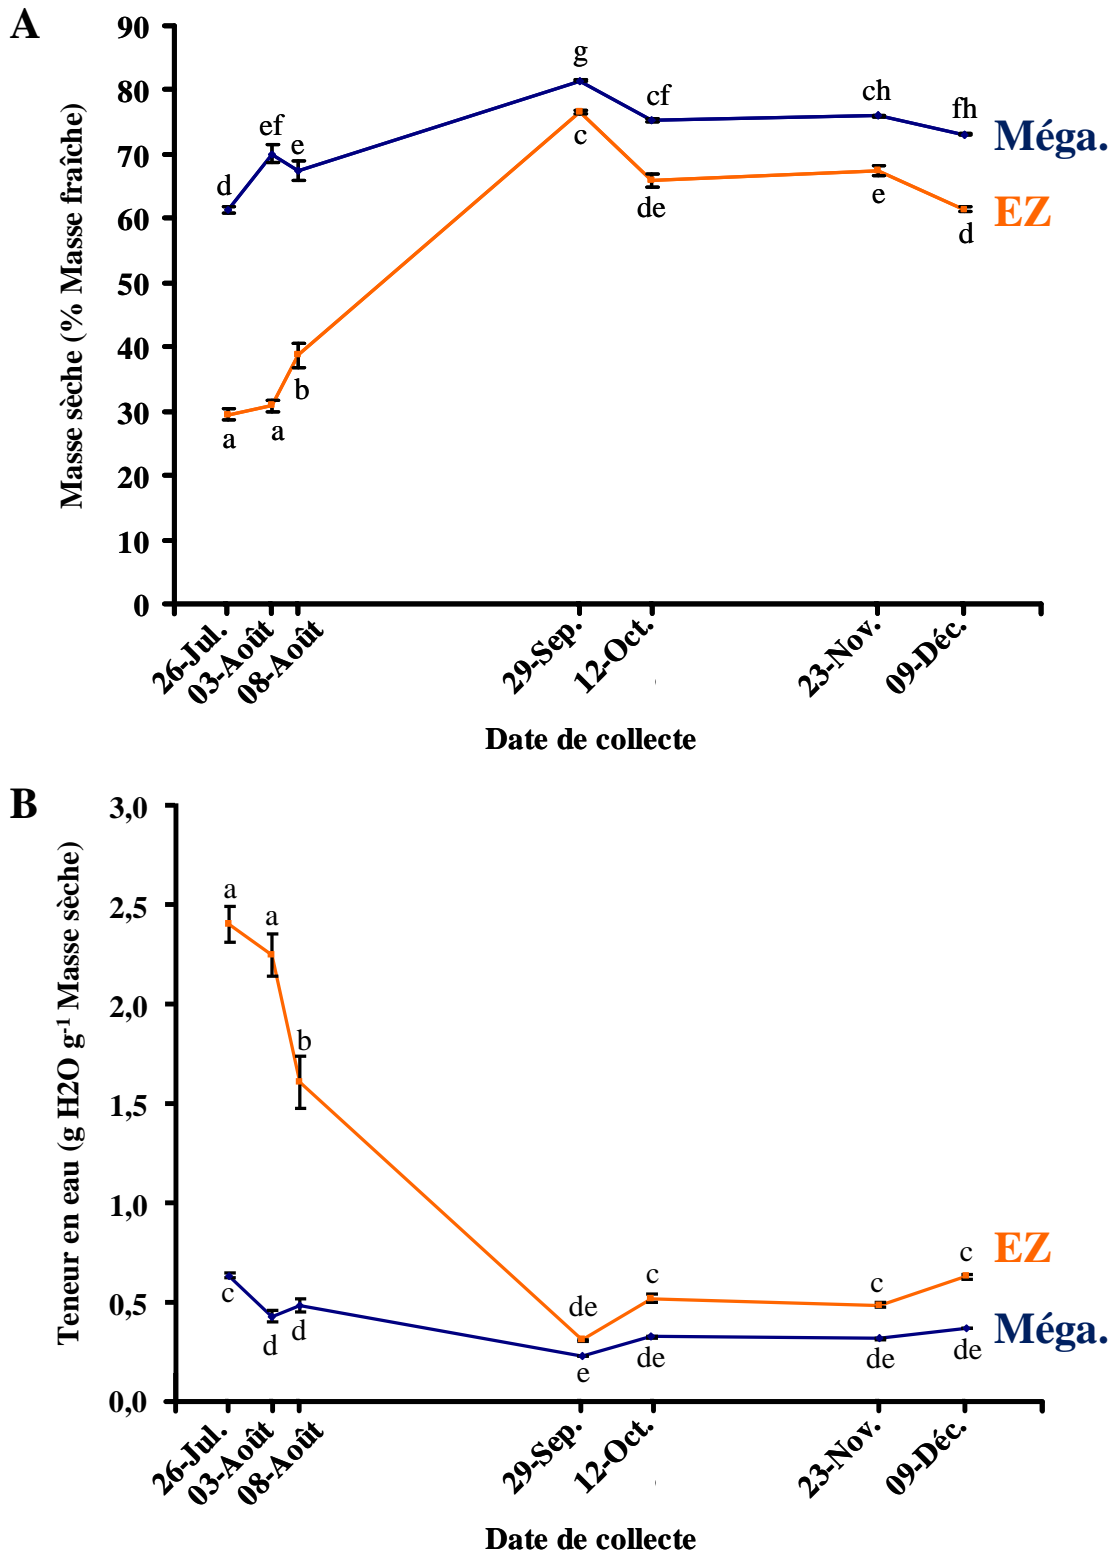 A
Masse sèche (% Masse fraîche)
90
80
70
60
50
40
30
20
10
0
d
ef
e
g
cf
ch
fh
a
a
b
c
de
e
d
Méga.
EZ
26-Jul.
03-Août
08-Août
29-Sep.
12-Oct.
23-Nov.
09-Déc.
Date de collecte
B
Teneur en eau (g H2O g-1 Masse sèche)
3,0
2,5
2,0
1,5
1,0
0,5
0,0
a
a
b
de
c
c
c
c
d
d
e
de
de
de
EZ
Méga.
26-Jul.
03-Août
08-Août
29-Sep.
12-Oct.
23-Nov.
09-Déc.
Date de collecte